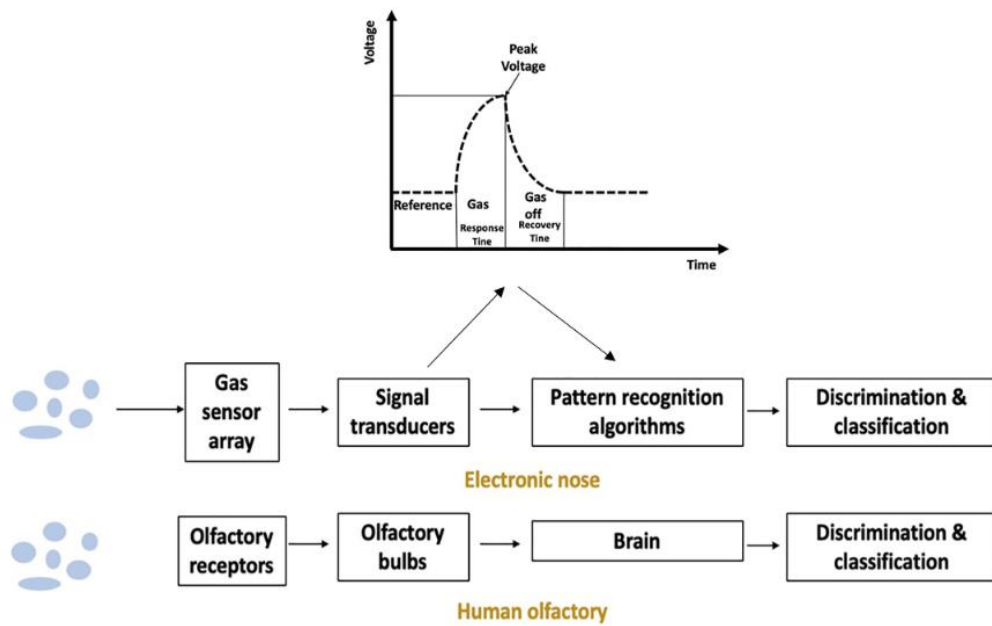 Voltage
Peak
Voltage
Reference
Gas
Response
Tine
Gas
off
Recovery
Tine
Time
Gas
sensor
array
Signal
transducers
Pattern recognition
algorithms
Discrimination &
classification
Electronic nose
Olfactory
receptors
Olfactory
bulbs
Brain
Discrimination &
classification
Human olfactory